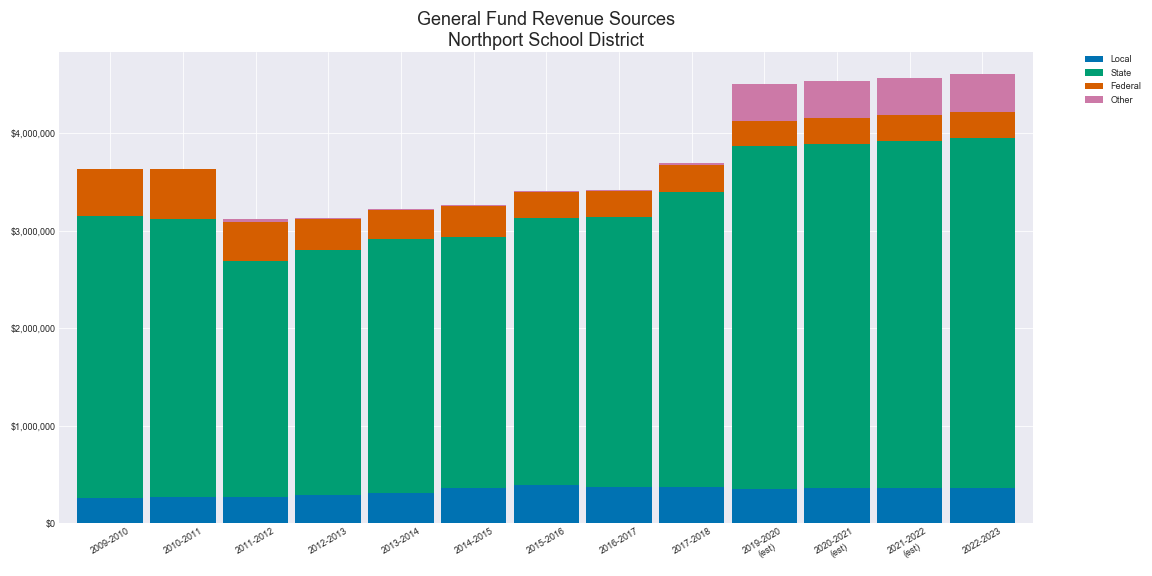 General Fund Revenue Sources
Northport School District
Local
State
Federal
Other
$4,000,000
$3,000,000
$2,000,000
$1,000,000
$0
2009-2010
2010-2011
2011-2012
2012-2013
2013-2014
2014-2015
2015-2016
2016-2017
2017-2018
2019-2020
(est)
2020-2021
(est)
2021-2022
(est)
2022-2023